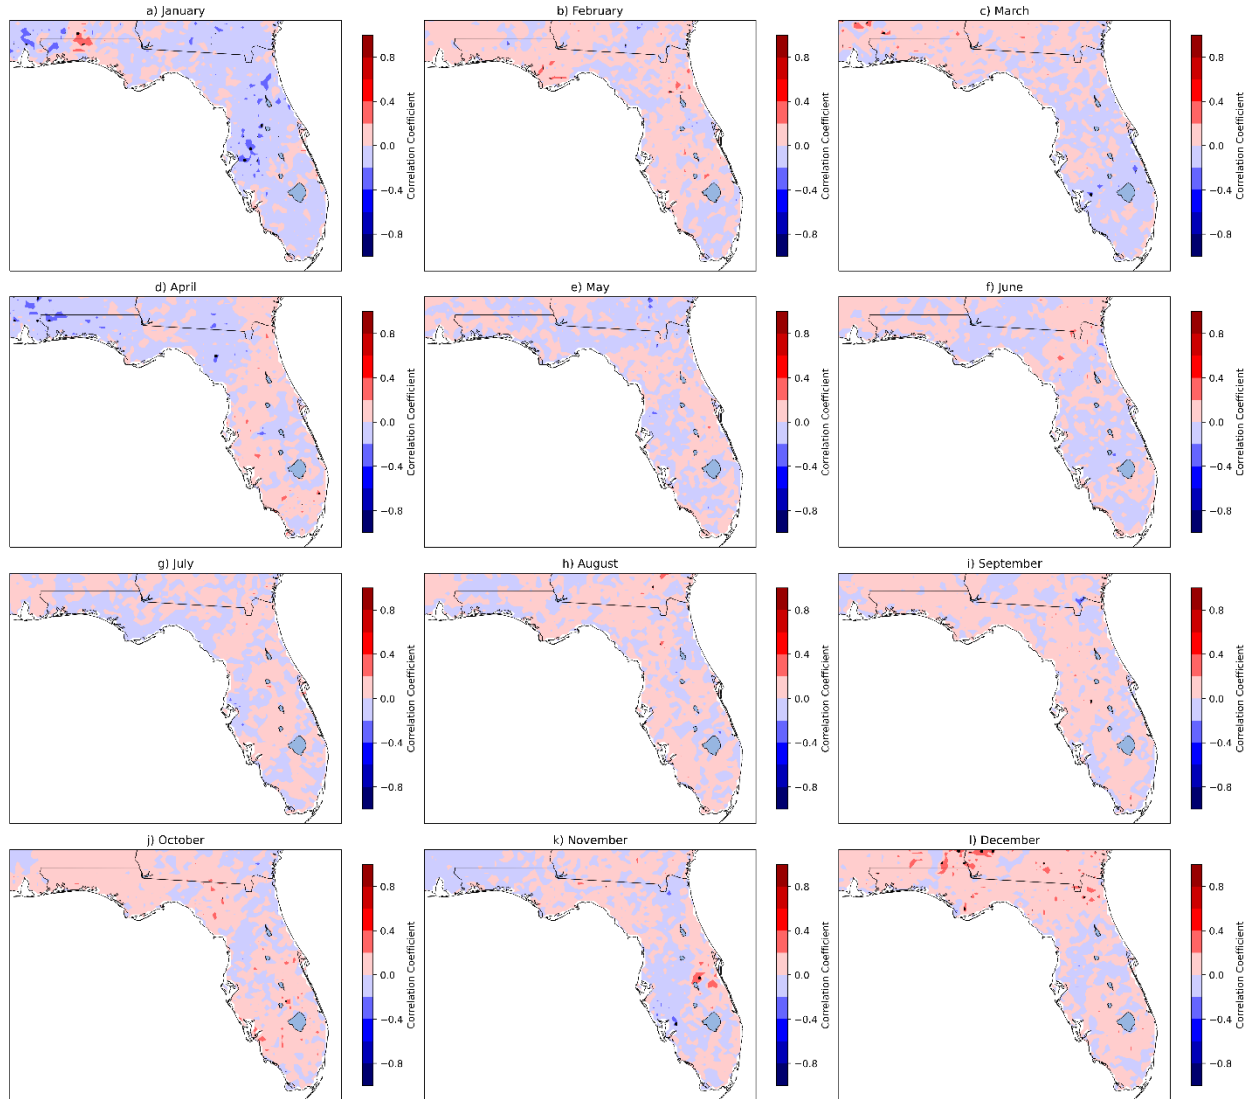 a) January
b) February
c) March
0.8
0.4
0.0
−0.4
−0.8
Correlation Coefficient
0.8
0.4
0.0
−0.4
−0.8
Correlation Coefficient
0.8
0.4
0.0
−0.4
−0.8
Correlation Coefficient
d) April
e) May
f) June
0.8
0.4
0.0
−0.4
−0.8
Correlation Coefficient
0.8
0.4
0.0
−0.4
−0.8
Correlation Coefficient
0.8
0.4
0.0
−0.4
−0.8
Correlation Coefficient
g) July
h) August
i) September
0.8
0.4
0.0
−0.4
−0.8
Correlation Coefficient
0.8
0.4
0.0
−0.4
−0.8
Correlation Coefficient
0.8
0.4
0.0
−0.4
−0.8
Correlation Coefficient
j) October
k) November
l) December
0.8
0.4
0.0
−0.4
−0.8
Correlation Coefficient
0.8
0.4
0.0
−0.4
−0.8
Correlation Coefficient
0.8
0.4
0.0
−0.4
−0.8
Correlation Coefficient